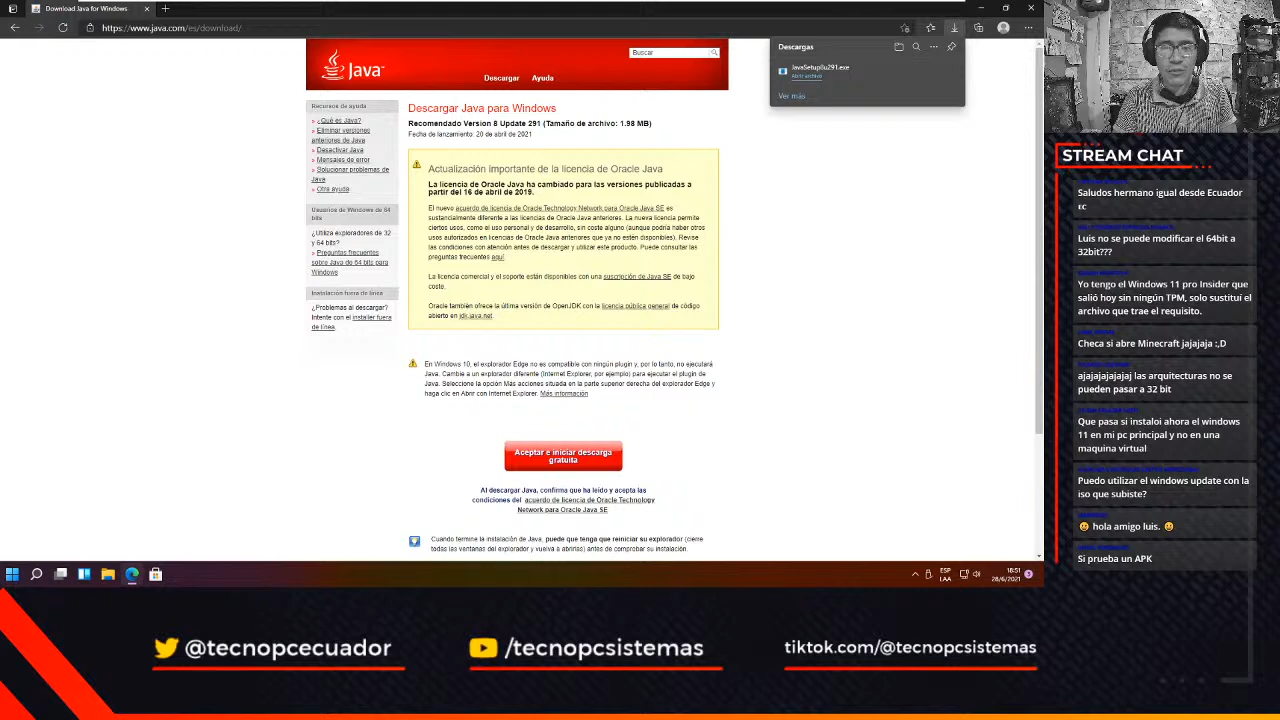 Download Java for Windows
https://www.java.com/es/download/
Java
Buscar
Descargar
Ayuda
Descargas
JavaSetup8u291.exe
Abrir archivo
Ver más
Recursos de ayuda
» ¿Qué es Java?
» Eliminar versiones
anteriores de Java
» Desactivar Java
» Mensajes de error
» Solucionar problemas de
Java
» Otra ayuda
Usuarios de Windows de 64
bits
¿Utiliza exploradores de 32
y 64 bits?
» Preguntas frecuentes
sobre Java de 64 bits para
Windows
Instalación fuera de línea
¿Problemas al descargar?
Intente con el installer fuera
de línea.
Descargar Java para Windows
Recomendado Version 8 Update 291 (Tamaño de archivo: 1.98 MB)
Fecha de lanzamiento: 20 de abril de 2021
Actualización importante de la licencia de Oracle Java
La licencia de Oracle Java ha cambiado para las versiones publicadas a
partir del 16 de abril de 2019.
El nuevo acuerdo de licencia de Oracle Technology Network para Oracle Java SE es
sustancialmente diferente a las licencias de Oracle Java anteriores. La nueva licencia permite
ciertos usos, como el uso personal y de desarrollo, sin coste alguno (aunque podría haber otros
usos autorizados en licencias de Oracle Java anteriores que ya no estén disponibles). Revise
las condiciones con atención antes de descargar y utilizar este producto. Puede consultar las
preguntas frecuentes aquí.
La licencia comercial y el soporte están disponibles con una suscripción de Java SE de bajo
coste.
Oracle también ofrece la última versión de OpenJDK con la licencia pública general de código
abierto en jdk.java.net.
En Windows 10, el explorador Edge no es compatible con ningún plugin y, por lo tanto, no ejecutará
Java. Cambie a un explorador diferente (Internet Explorer, por ejemplo) para ejecutar el plugin de
Java. Seleccione la opción Más acciones situada en la parte superior derecha del explorador Edge y
haga clic en Abrir con Internet Explorer. Más información
Aceptar e iniciar descarga
gratuita
Al descargar Java, confirma que ha leído y acepta las
condiciones del acuerdo de licencia de Oracle Technology
Network para Oracle Java SE
Cuando termine la instalación de Java, puede que tenga que reiniciar su explorador (cierre
todas las ventanas del explorador y vuelva a abrirlas) antes de comprobar su instalación.
ESP
LAA
18:51
28/6/2021
3
STREAM CHAT
Saludos hermano igual desde Ecuador
EC
Luis no se puede modificar el 64bit a
32bit???
Yo tengo el Windows 11 pro Insider que
salió hoy sin ningún TPM, solo sustituí el
archivo que trae el requisito.
Checa si abre Minecraft jajajaja :,D
ajajajajajaj las arquitecturas no se
pueden pasar a 32 bit
Que pasa si instaloi ahora el windows
11 en mi pc principal y no en una
maquina virtual
Puedo utilizar el windows update con la
iso que subiste?
hola amigo luis.
Si prueba un APK
@tecnopcecuador
/tecnopcsistemas
tiktok.com/@tecnopcsistemas